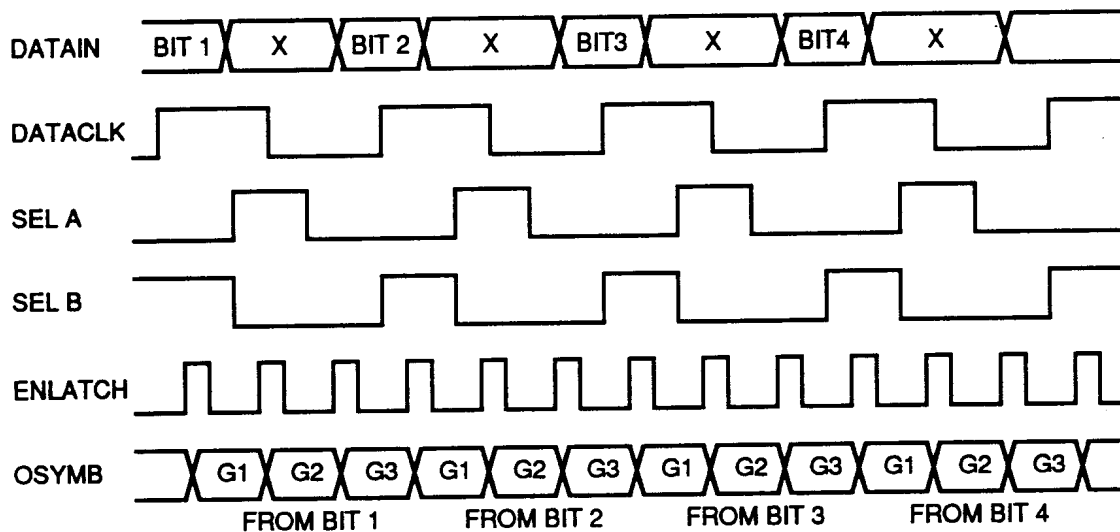 DATAIN BIT 1 X BIT 2 X BIT3 X BIT4 X
DATACLK
SEL A
SEL B
ENLATCH
OSYMB G1 G2 G3 G1 G2 G3 G1 G2 G3 G1 G2 G3
FROM BIT 1 FROM BIT 2 FROM BIT 3 FROM BIT 4